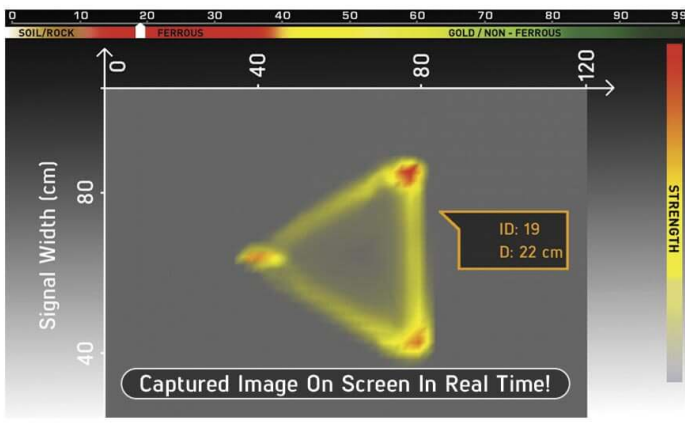 0 10 20 30 40 50 60 70 80 90 99
SOIL/ROCK FERROUS GOLD / NON - FERROUS
0 40 80 120
80
Signal Width (cm)
40
ID: 19
D: 22 cm
STRENGTH
Captured Image On Screen In Real Time!